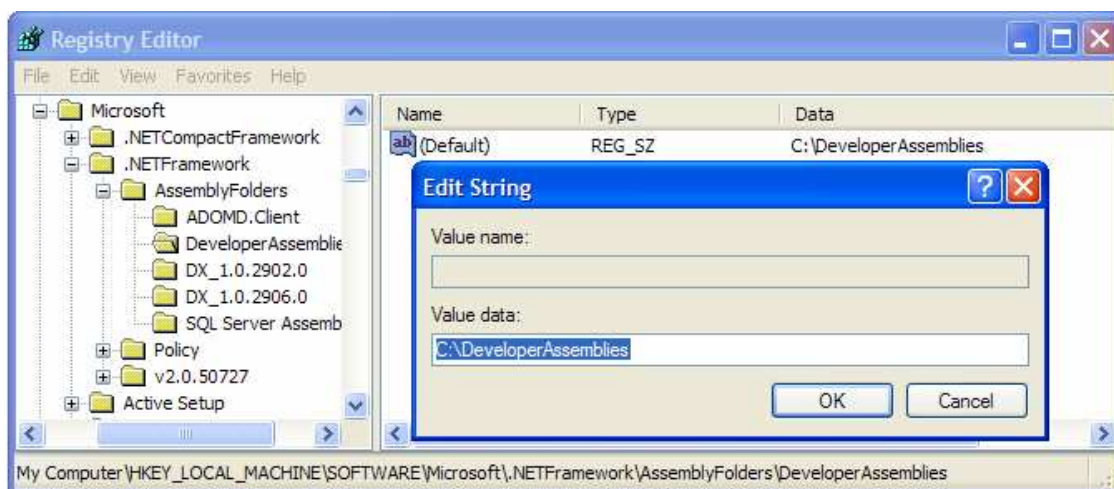 Registry Editor
File Edit View Favorites Help
Microsoft
.NETCompactFramework
.NETFramework
AssemblyFolders
ADOMD.Client
DeveloperAssemblie
DX_1.0.2902.0
DX_1.0.2906.0
SQL Server Assemb
Policy
v2.0.50727
Active Setup
Name Type Data
ab (Default) REG_SZ C:\DeveloperAssemblies
Edit String
Value name:
Value data:
C:\DeveloperAssemblies
OK Cancel
My Computer\HKEY_LOCAL_MACHINE\SOFTWARE\Microsoft\.NETFramework\AssemblyFolders\DeveloperAssemblies